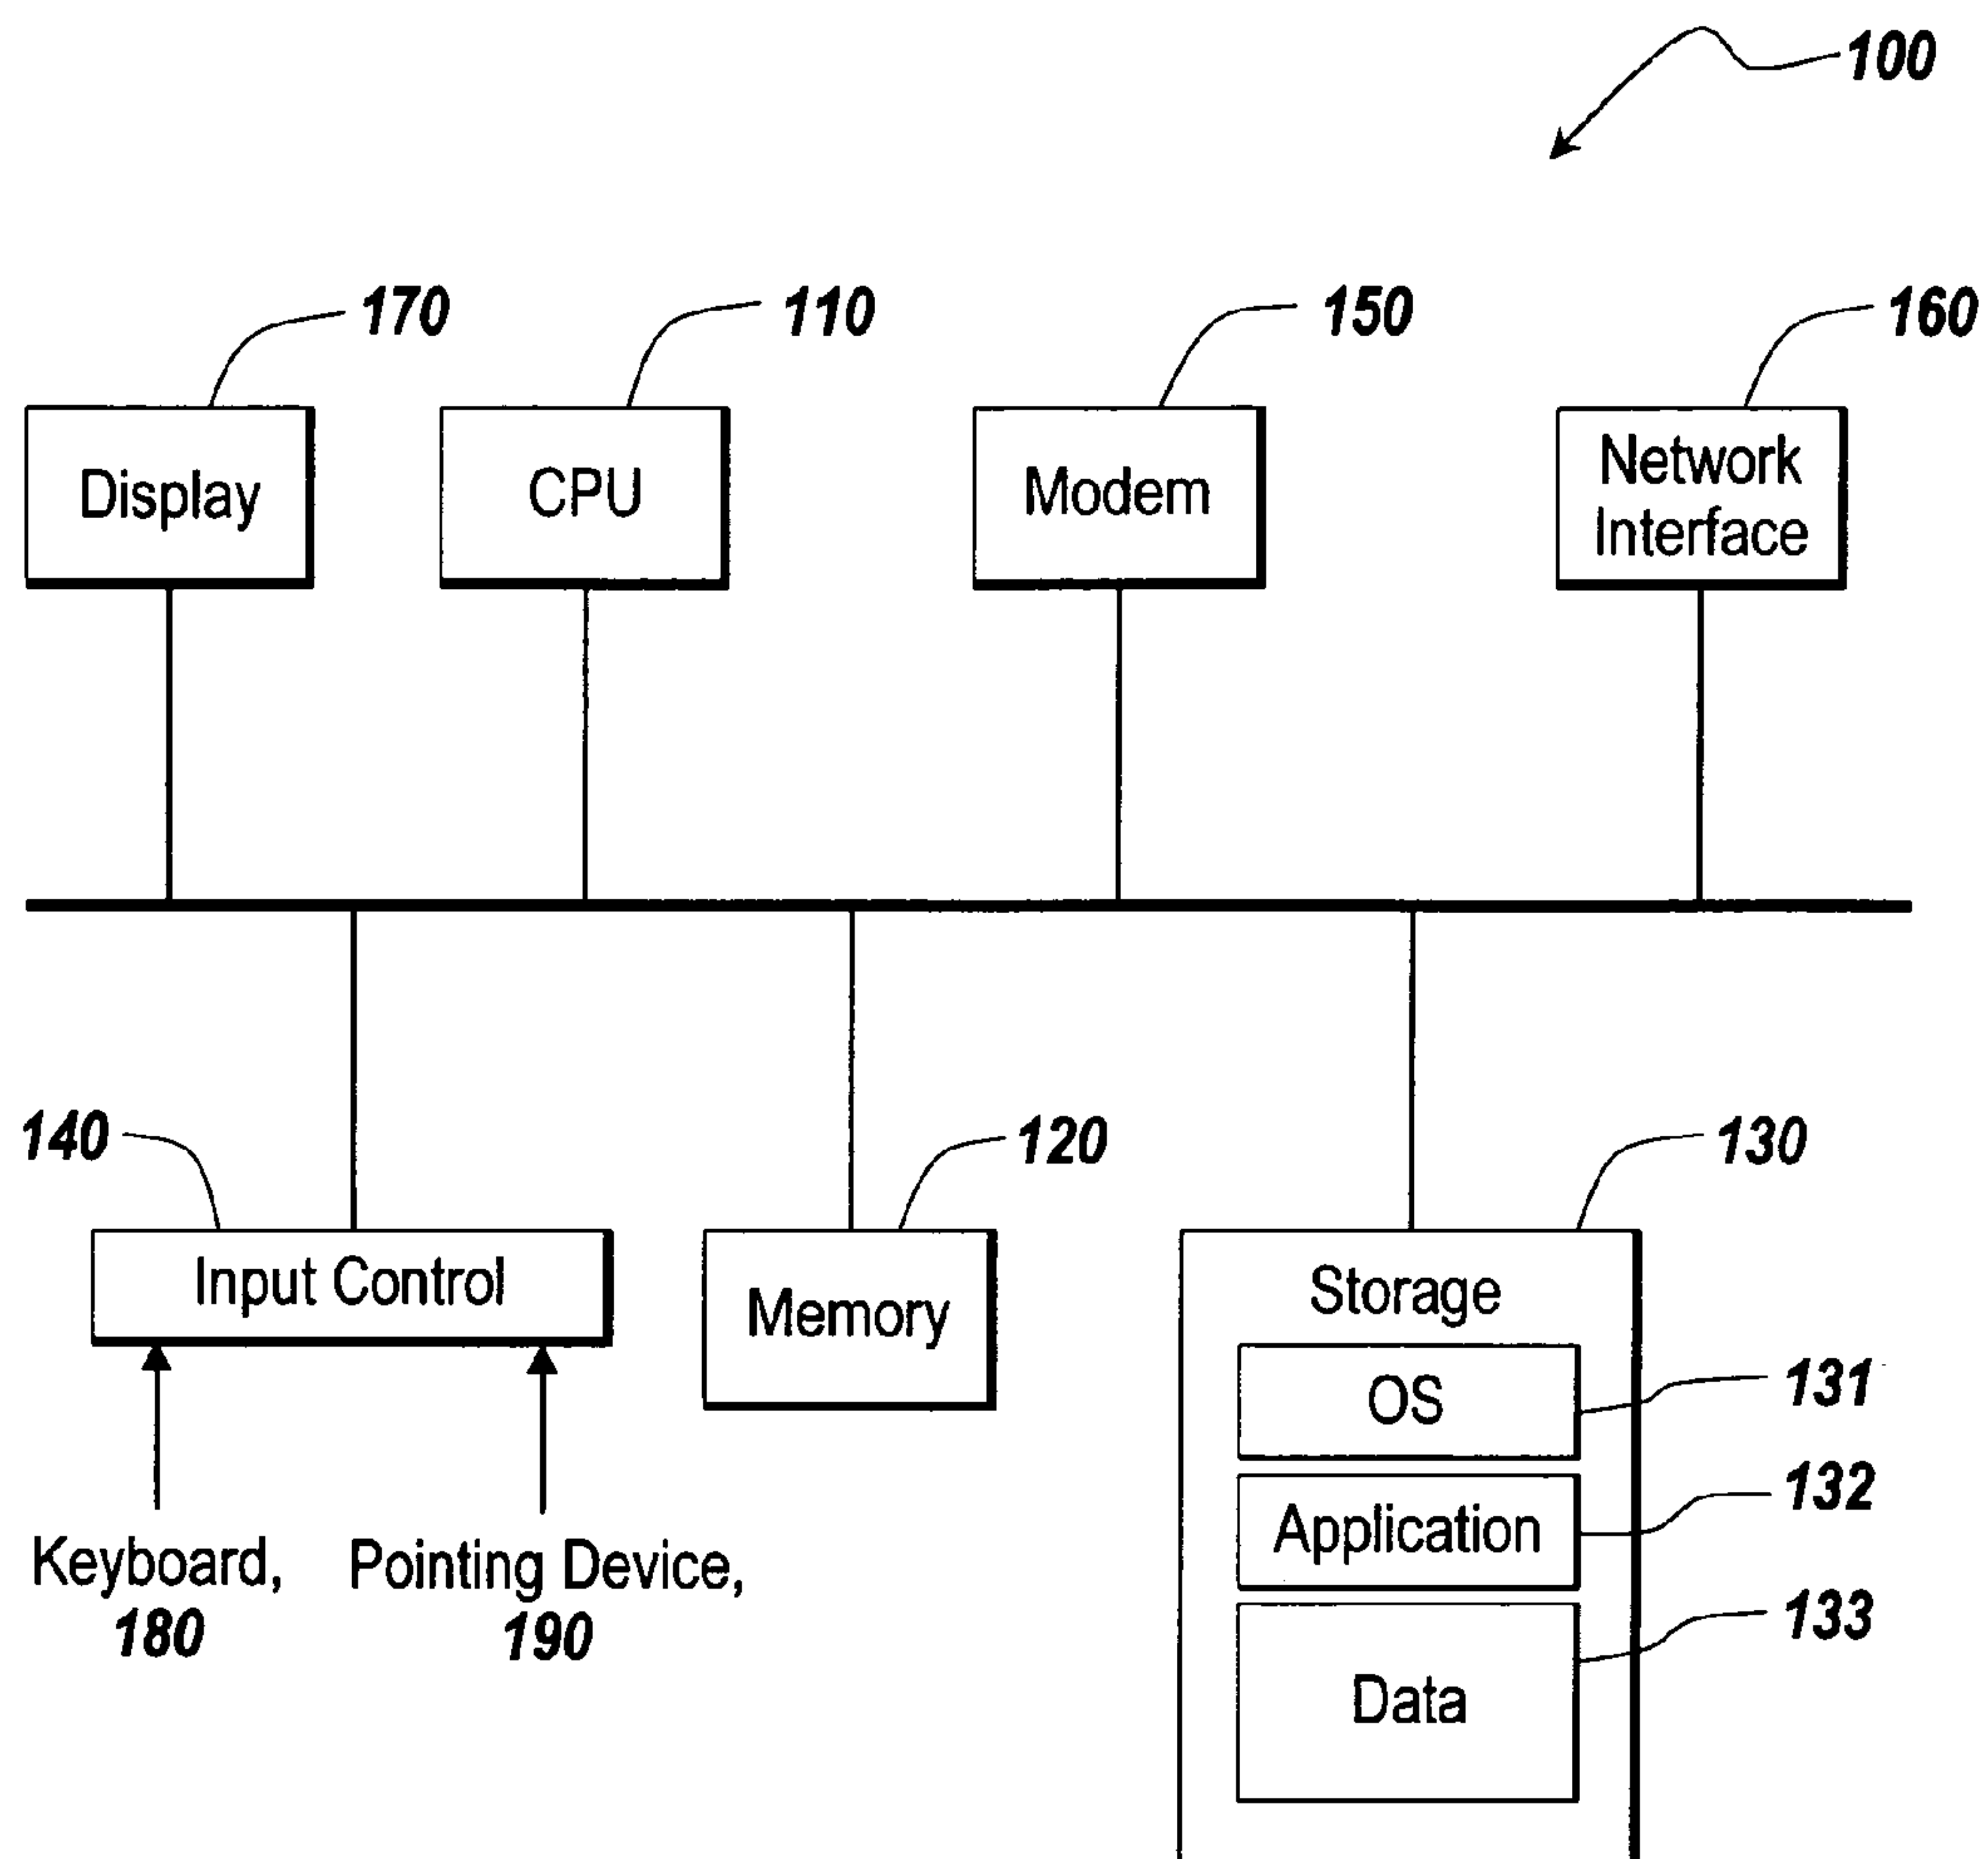 100
170
110
150
160
Display
CPU
Modem
Network
Interface
140
120
130
Input Control
Memory
Storage
OS
131
Application
132
Data
133
Keyboard,
180
Pointing Device,
190